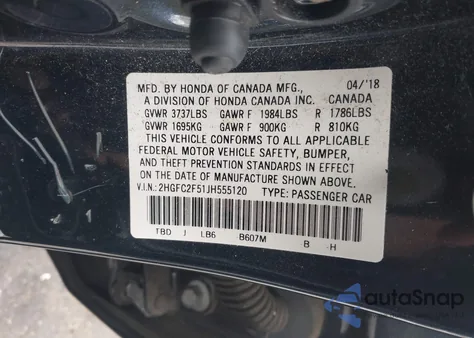 MFD. BY HONDA OF CANADA MFG., 04/'18
A DIVISION OF HONDA CANADA INC. CANADA
GVWR 3737LBS GAWR F 1984LBS R 1786LBS
GVWR 1695KG GAWR F 900KG R 810KG
THIS VEHICLE CONFORMS TO ALL APPLICABLE
FEDERAL MOTOR VEHICLE SAFETY, BUMPER,
AND THEFT PREVENTION STANDARDS IN EFFECT
ON THE DATE OF MANUFACTURE SHOWN ABOVE.
V.I.N.: 2HGFC2F51JH555120 TYPE: PASSENGER CAR
TBD J LB6 B607M B -H
autoSnap